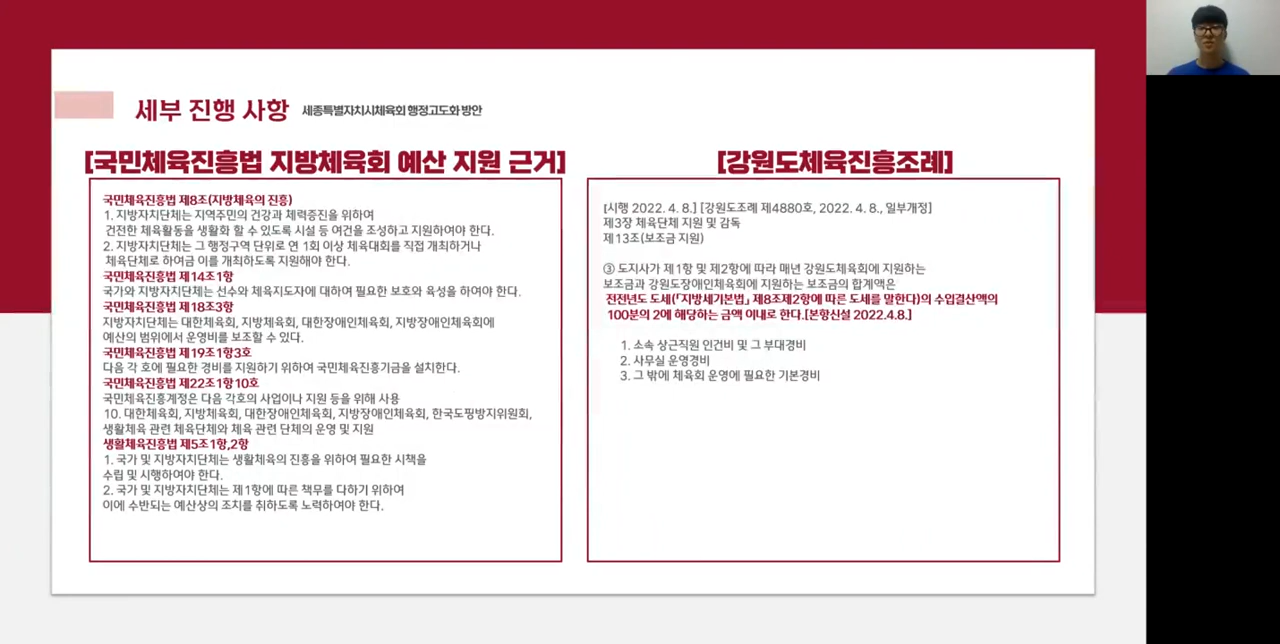 세부 진행 사항 세종특별자치시체육회 행정고도화 방안
[국민체육진흥법 지방체육회 예산 지원 근거]
국민체육진흥법 제8조(지방체육의 진흥)
1. 지방자치단체는 지역주민의 건강과 체력증진을 위하여
건전한 체육활동을 생활화 할 수 있도록 시설 등 여건을 조성하고 지원하여야 한다.
2. 지방자치단체는 그 행정구역 단위로 연 1회 이상 체육대회를 직접 개최하거나
체육단체로 하여금 이를 개최하도록 지원해야 한다.
국민체육진흥법 제14조1항
국가와 지방자치단체는 선수와 체육지도자에 대하여 필요한 보호와 육성을 하여야 한다.
국민체육진흥법 제18조3항
지방자치단체는 대한체육회, 지방체육회, 대한장애인체육회, 지방장애인체육회에
예산의 범위에서 운영비를 보조할 수 있다.
국민체육진흥법 제19조1항3호
다음 각 호에 필요한 경비를 지원하기 위하여 국민체육진흥기금을 설치한다.
국민체육진흥법 제22조1항10호
국민체육진흥계정은 다음 각호의 사업이나 지원 등을 위해 사용
10. 대한체육회, 지방체육회, 대한장애인체육회, 지방장애인체육회, 한국도핑방지위원회,
생활체육 관련 체육단체와 체육 관련 단체의 운영 및 지원
생활체육진흥법 제5조1항,2항
1. 국가 및 지방자치단체는 생활체육의 진흥을 위하여 필요한 시책을
수립 및 시행하여야 한다.
2. 국가 및 지방자치단체는 제1항에 따른 책무를 다하기 위하여
이에 수반되는 예산상의 조치를 취하도록 노력하여야 한다.
[강원도체육진흥조례]
[시행 2022. 4. 8.] [강원도조례 제4880호, 2022. 4. 8., 일부개정]
제3장 체육단체 지원 및 감독
제13조(보조금 지원)
③ 도지사가 제1항 및 제2항에 따라 매년 강원도체육회에 지원하는
보조금과 강원도장애인체육회에 지원하는 보조금의 합계액은
전전년도 도세(「지방세기본법」 제8조제2항에 따른 도세를 말한다)의 수입결산액의
100분의 2에 해당하는 금액 이내로 한다.[본항신설 2022.4.8.]
1. 소속 상근직원 인건비 및 그 부대경비
2. 사무실 운영경비
3. 그 밖에 체육회 운영에 필요한 기본경비